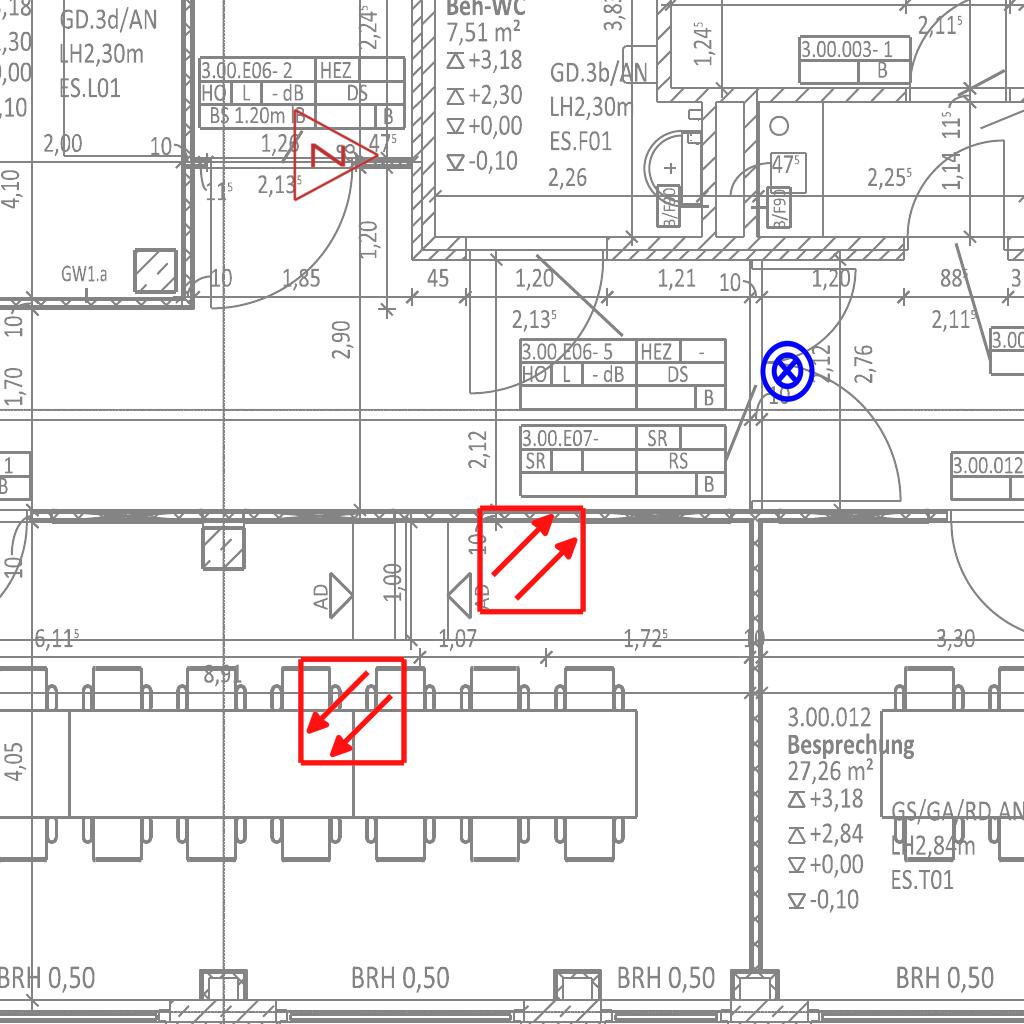 3,18
1,30
0,00
,10
GD.3d/AN
LH2,30m
ES.L01
2,24⁵
Beh-WC
7,51 m²
+3,18
+2,30
+0,00
-0,10
3,8
GD.3b/AN
LH2,30m
ES.F01
2,26
1,24⁵
3.00.003- 1
B
2,11⁵
11⁵
1,14
3.00.E06- 2 HEZ
HO L - dB DS
BS 1.20m B B
2,00
10
1,26
47⁵
N
4,10
11⁵
2,13⁵
1,20
B/F90
47⁵
B/F90
2,25⁵
GW1.a
10
1,85
45
1,20
1,21
10
1,20
88⁵
3
10
2,90
2,13⁵
2,11⁵
3.00
3.00.E06- 5 HEZ -
HO L - dB DS
B
2,12
2,76
10
1,70
2,12
3.00.E07- SR
SR RS
B
1
B
3.00.012
10
10
AD
1,00
AD
6,11⁵
1,07
1,72⁵
10
3,30
8,91
4,05
3.00.012
Besprechung
27,26 m²
+3,18
+2,84
+0,00
-0,10
GS/GA/RD.AN
LH2,84m
ES.T01
BRH 0,50
BRH 0,50
BRH 0,50
BRH 0,50